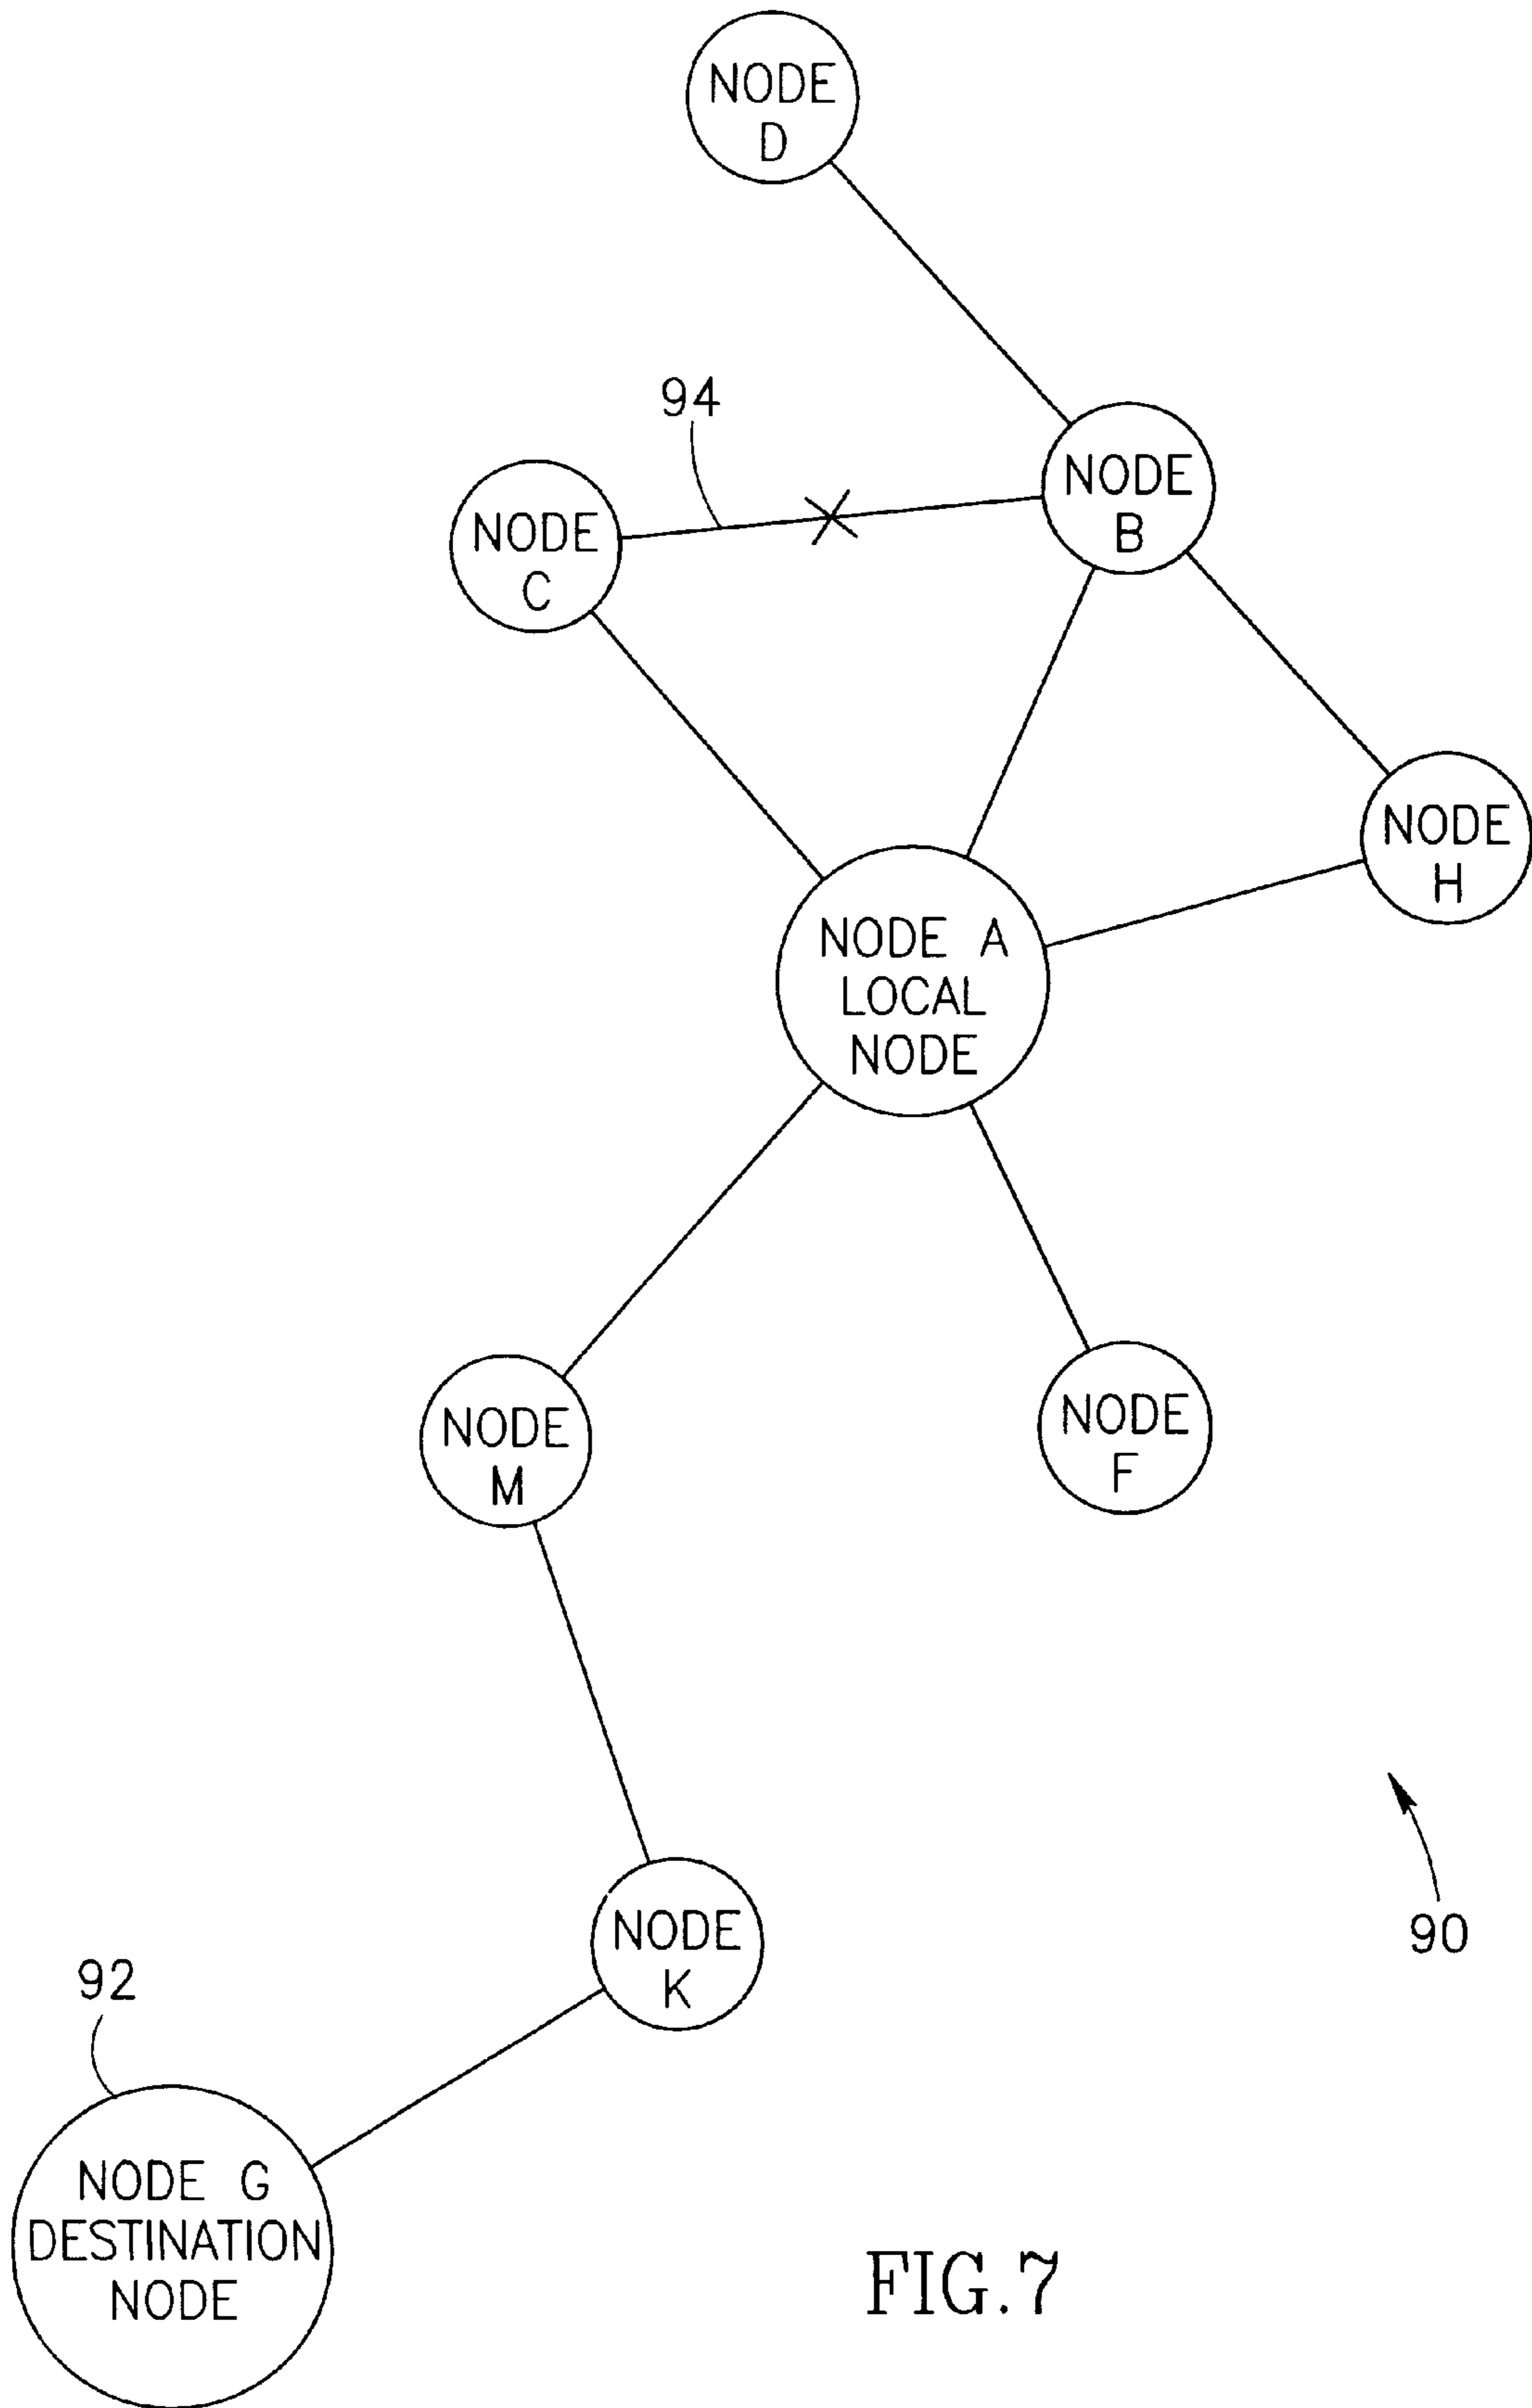 NODE
D
94
NODE
B
NODE
C
NODE
H
NODE A
LOCAL
NODE
NODE
M
NODE
F
NODE
K
90
92
NODE G
DESTINATION
NODE
FIG.7